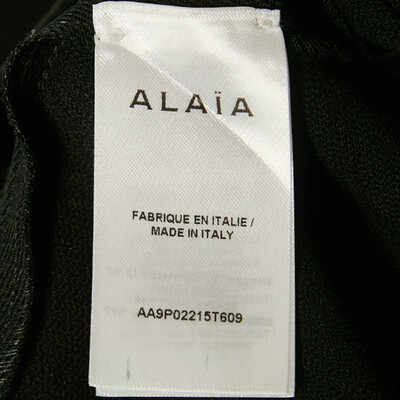 ALAÏA
FABRIQUE EN ITALIE /
MADE IN ITALY
AA9P02215T609